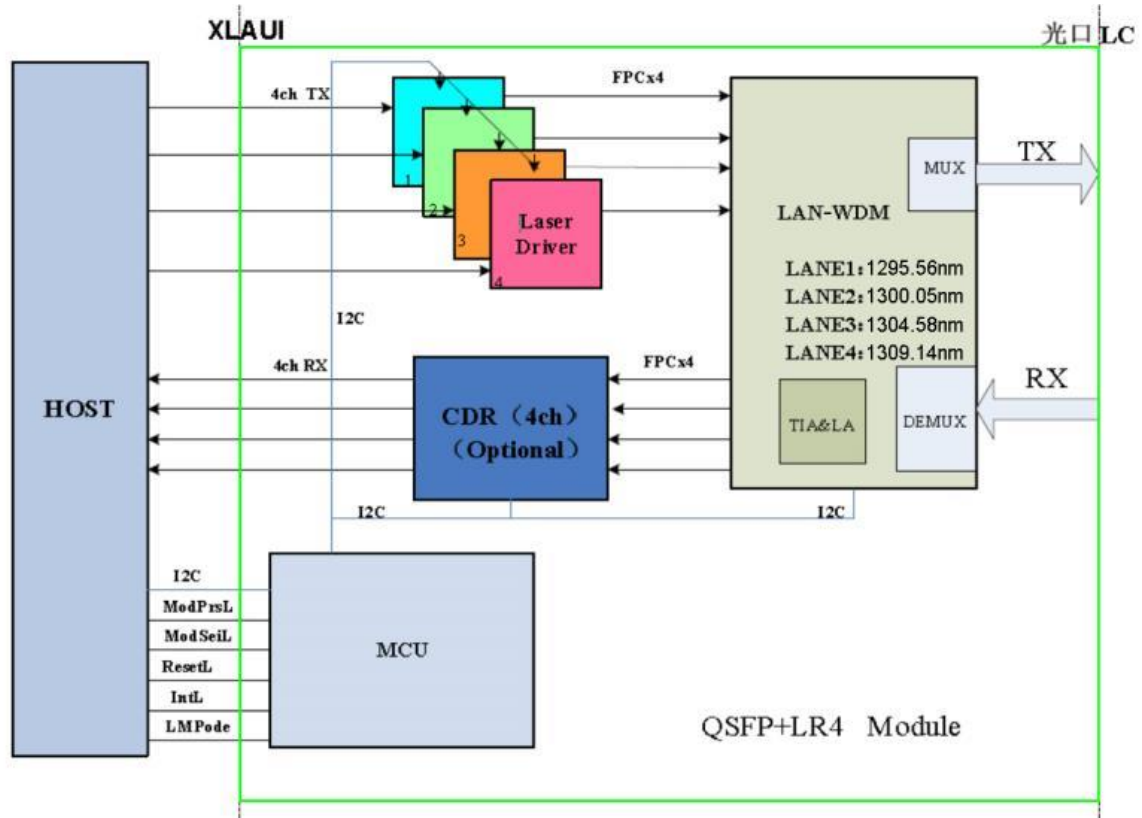 XLAUI
光口 LC
4ch TX
FPCx4
1
2
3
4
Laser
Driver
MUX
TX
LAN-WDM
LANE1:1295.56nm
LANE2:1300.05nm
LANE3:1304.58nm
LANE4:1309.14nm
I2C
4ch RX
FPCx4
RX
HOST
CDR（4ch）
（Optional）
TIA&LA
DEMUX
I2C
I2C
I2C
ModPrsL
ModSeiL
ResetL
IntL
LMPode
MCU
QSFP+LR4 Module